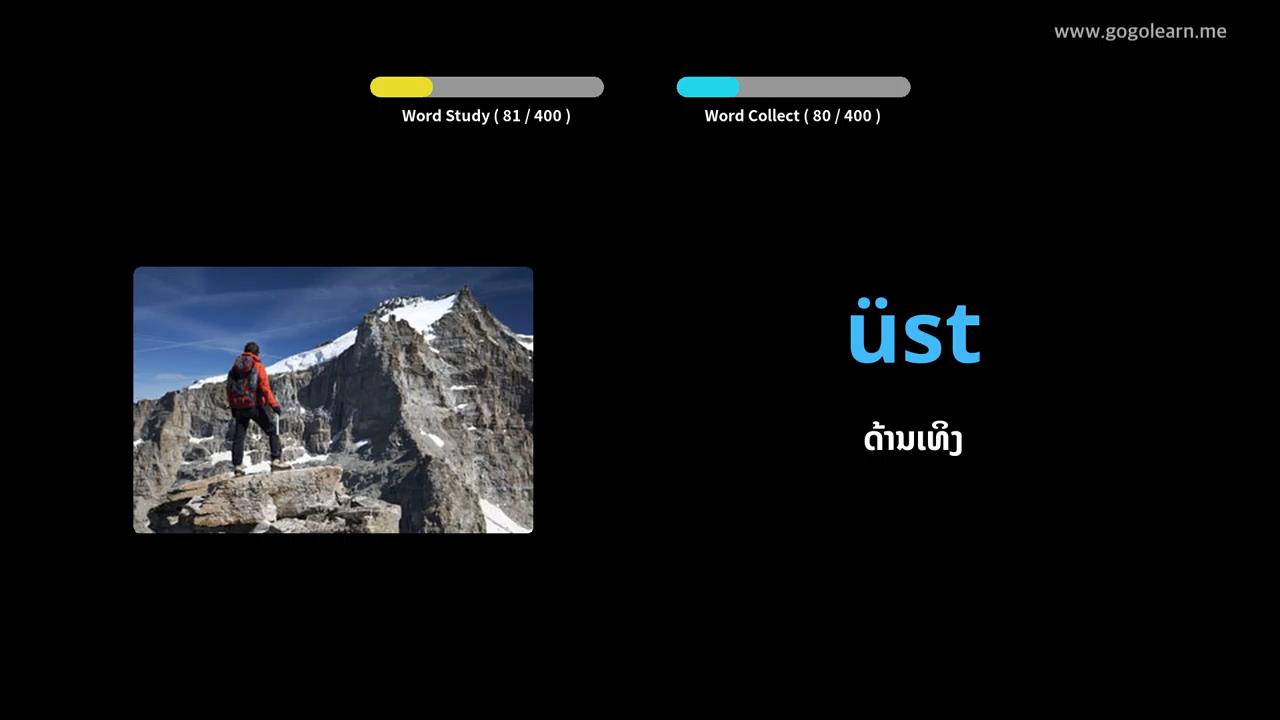 www.gogolearn.me
Word Study ( 81 / 400 )
Word Collect ( 80 / 400 )
üst
ດ້ານເທິງ